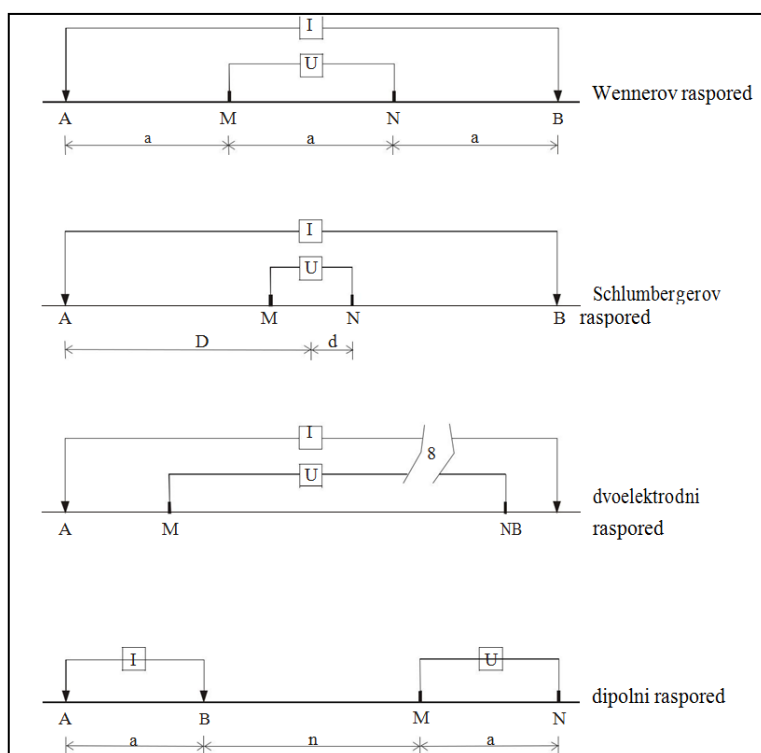 I
U
Wennerov raspored
A M N B
a a a
I
U
Schlumbergerov
A M N B raspored
D d
I
8
U
dvoelektrodni
A M NB raspored
I U
dipolni raspored
A B M N
a n a